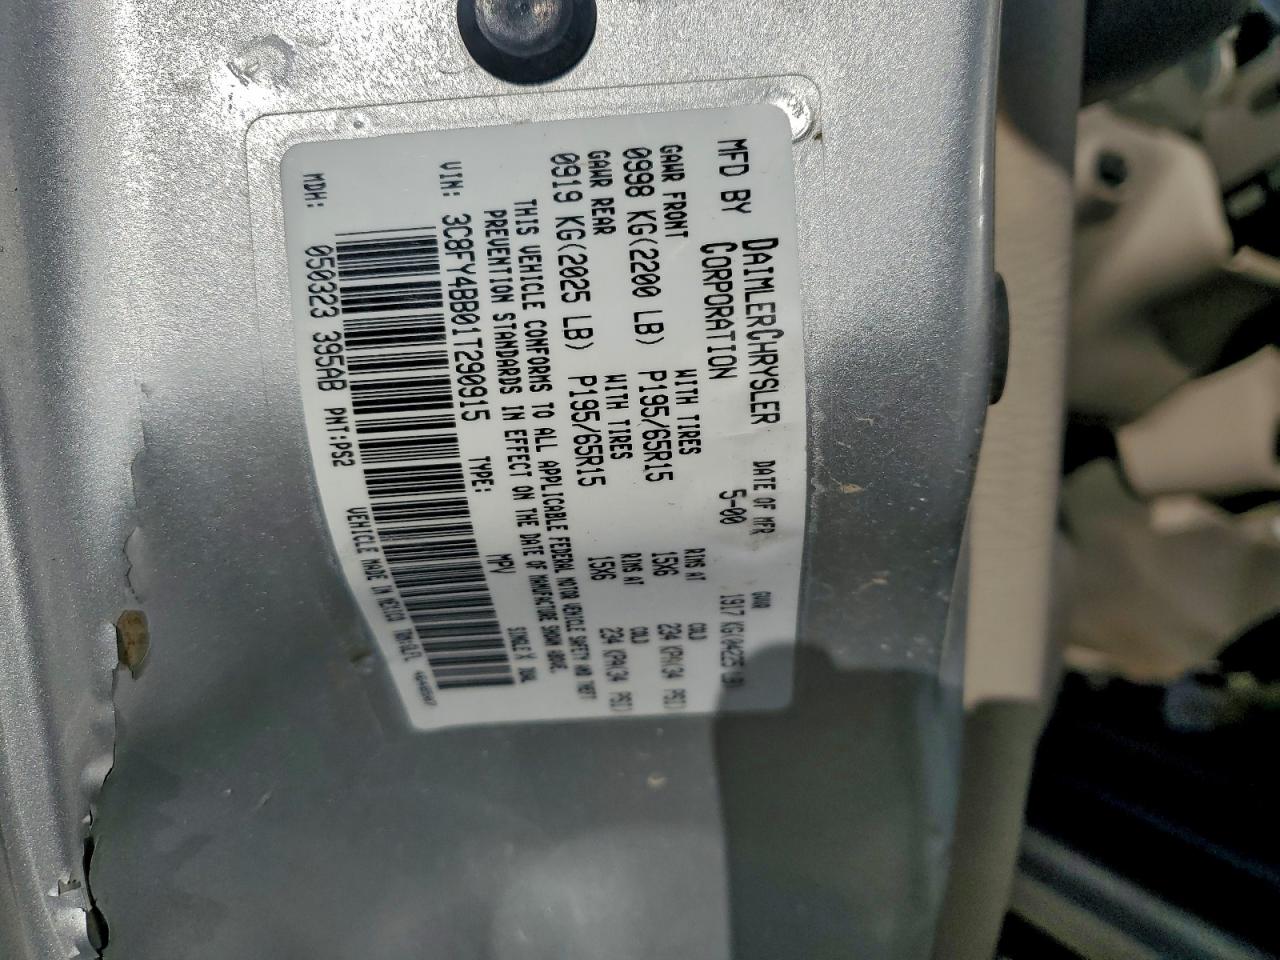 MFD BY DAIMLERCHRYSLER CORPORATION
DATE OF MFR 5-00
GVWR 1917 KG(04225 LB)
GAWR FRONT WITH TIRES RIMS AT COLD
0998 KG(2200 LB) P195/65R15 15X6 234 KPA(34 PSI)
GAWR REAR WITH TIRES RIMS AT COLD
0919 KG(2025 LB) P195/65R15 15X6 234 KPA(34 PSI)
THIS VEHICLE CONFORMS TO ALL APPLICABLE FEDERAL MOTOR VEHICLE SAFETY AND THEFT
PREVENTION STANDARDS IN EFFECT ON THE DATE OF MANUFACTURE SHOWN ABOVE.
VIN: 3C8FY4BB01T290915 TYPE: MPV SINGLE X DUAL
MDH: 050323 395AB PNT:PS2 VEHICLE MADE IN MEXICO